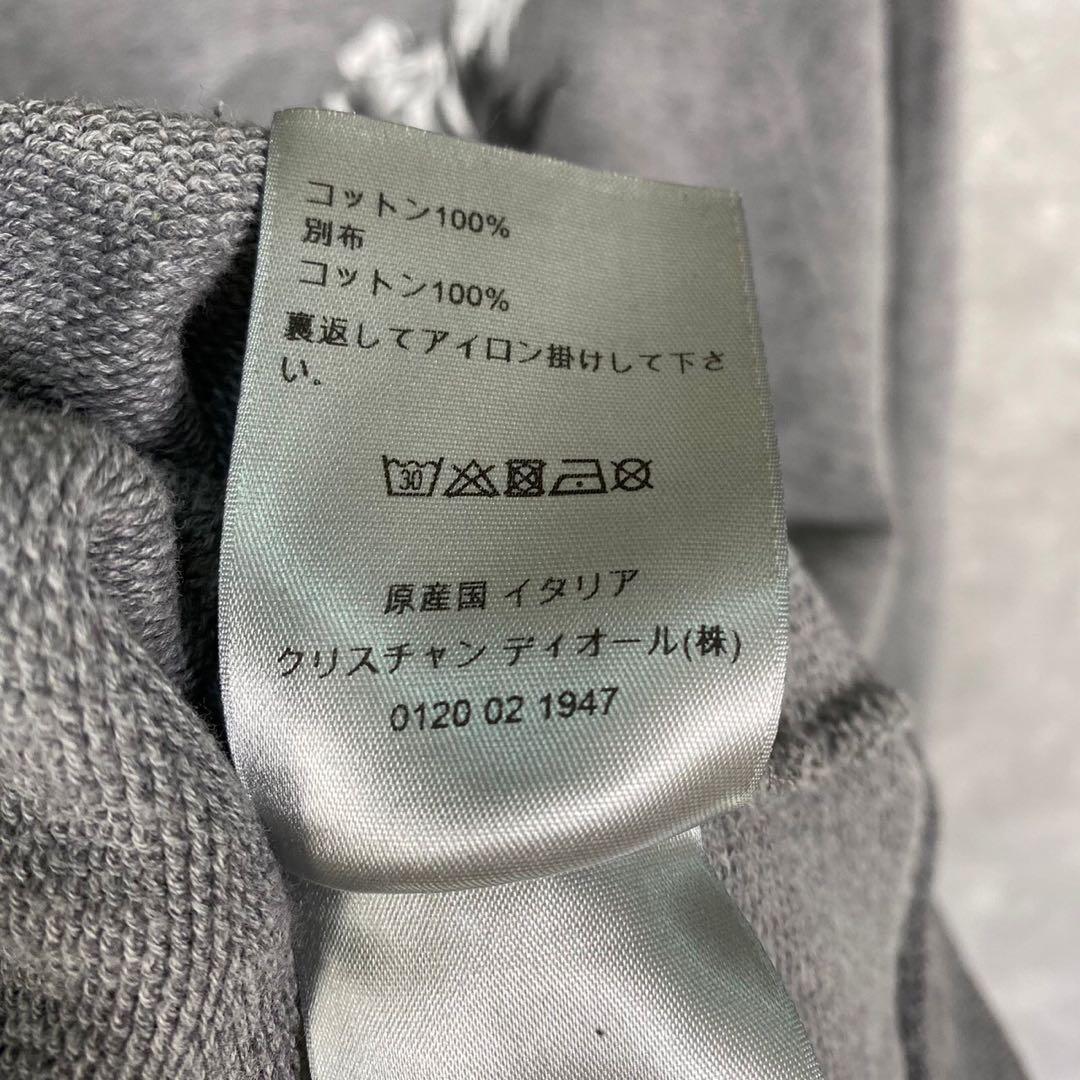 コットン100%
別布
コットン100%
裏返してアイロン掛けして下さ
い。
30
原産国 イタリア
クリスチャン ディオール(株)
0120 02 1947